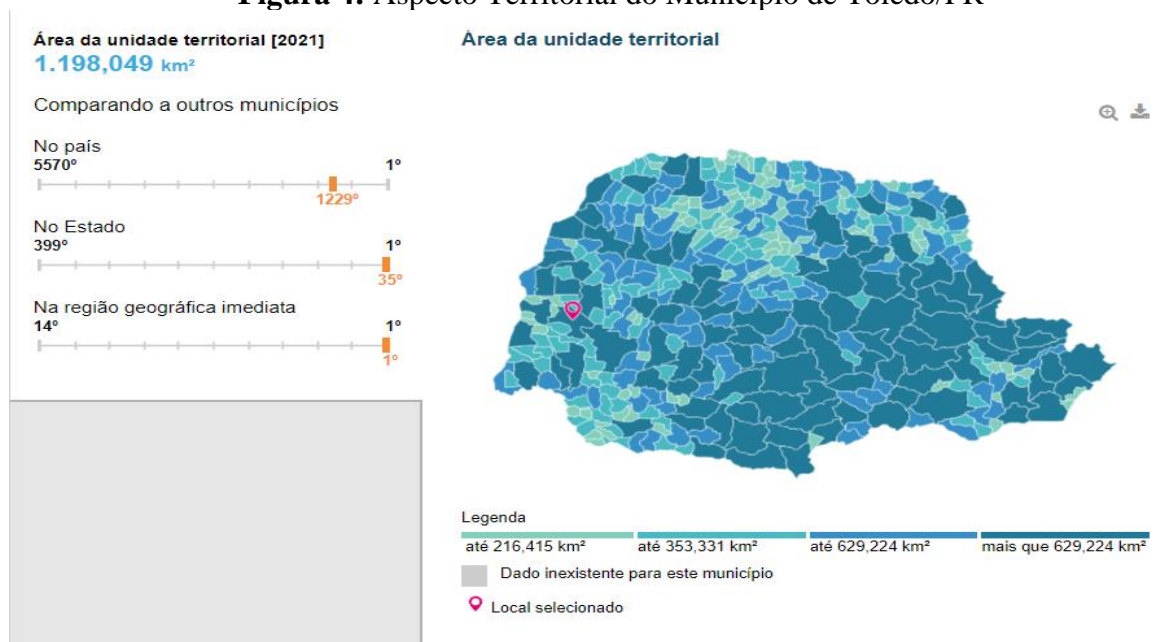 Figura 4. Aspecto Territorial do Município de Toledo/PR
Área da unidade territorial [2021]
1.198,049 km²
Comparando a outros municípios
No país
5570º
1º
1229º
No Estado
399º
1º
35º
Na região geográfica imediata
14º
1º
1º
Área da unidade territorial
Legenda
até 216,415 km²
até 353,331 km²
até 629,224 km²
mais que 629,224 km²
Dado inexistente para este município
Local selecionado